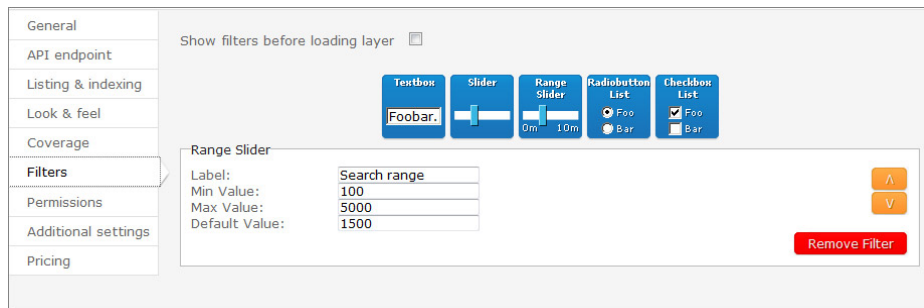 General
API endpoint
Listing & indexing
Look & feel
Coverage
Filters
Permissions
Additional settings
Pricing
Show filters before loading layer
Textbox
Foobar.
Slider
Range
Slider
0m 10m
Radiobutton
List
Foo
Bar
Checkbox
List
Foo
Bar
Range Slider
Label: Search range
Min Value: 100
Max Value: 5000
Default Value: 1500
Λ
V
Remove Filter